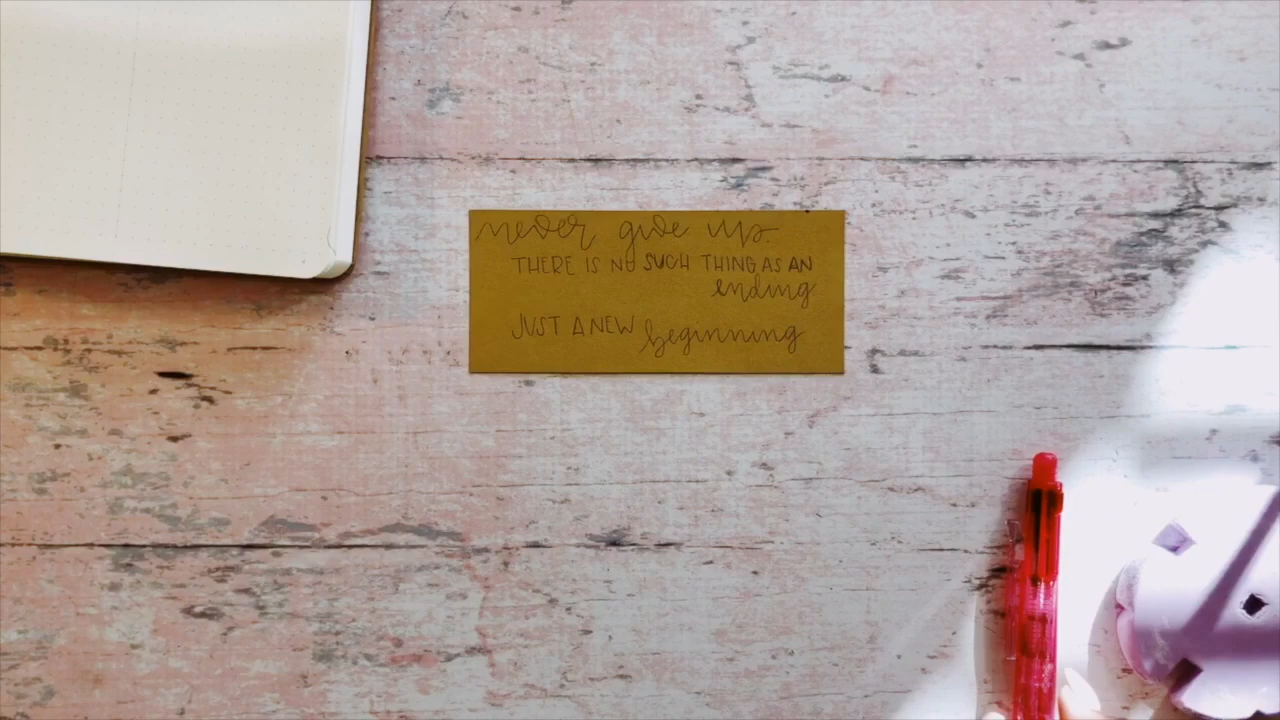 never give up.
THERE IS NO SUCH THING AS AN
ending
JUST A NEW beginning